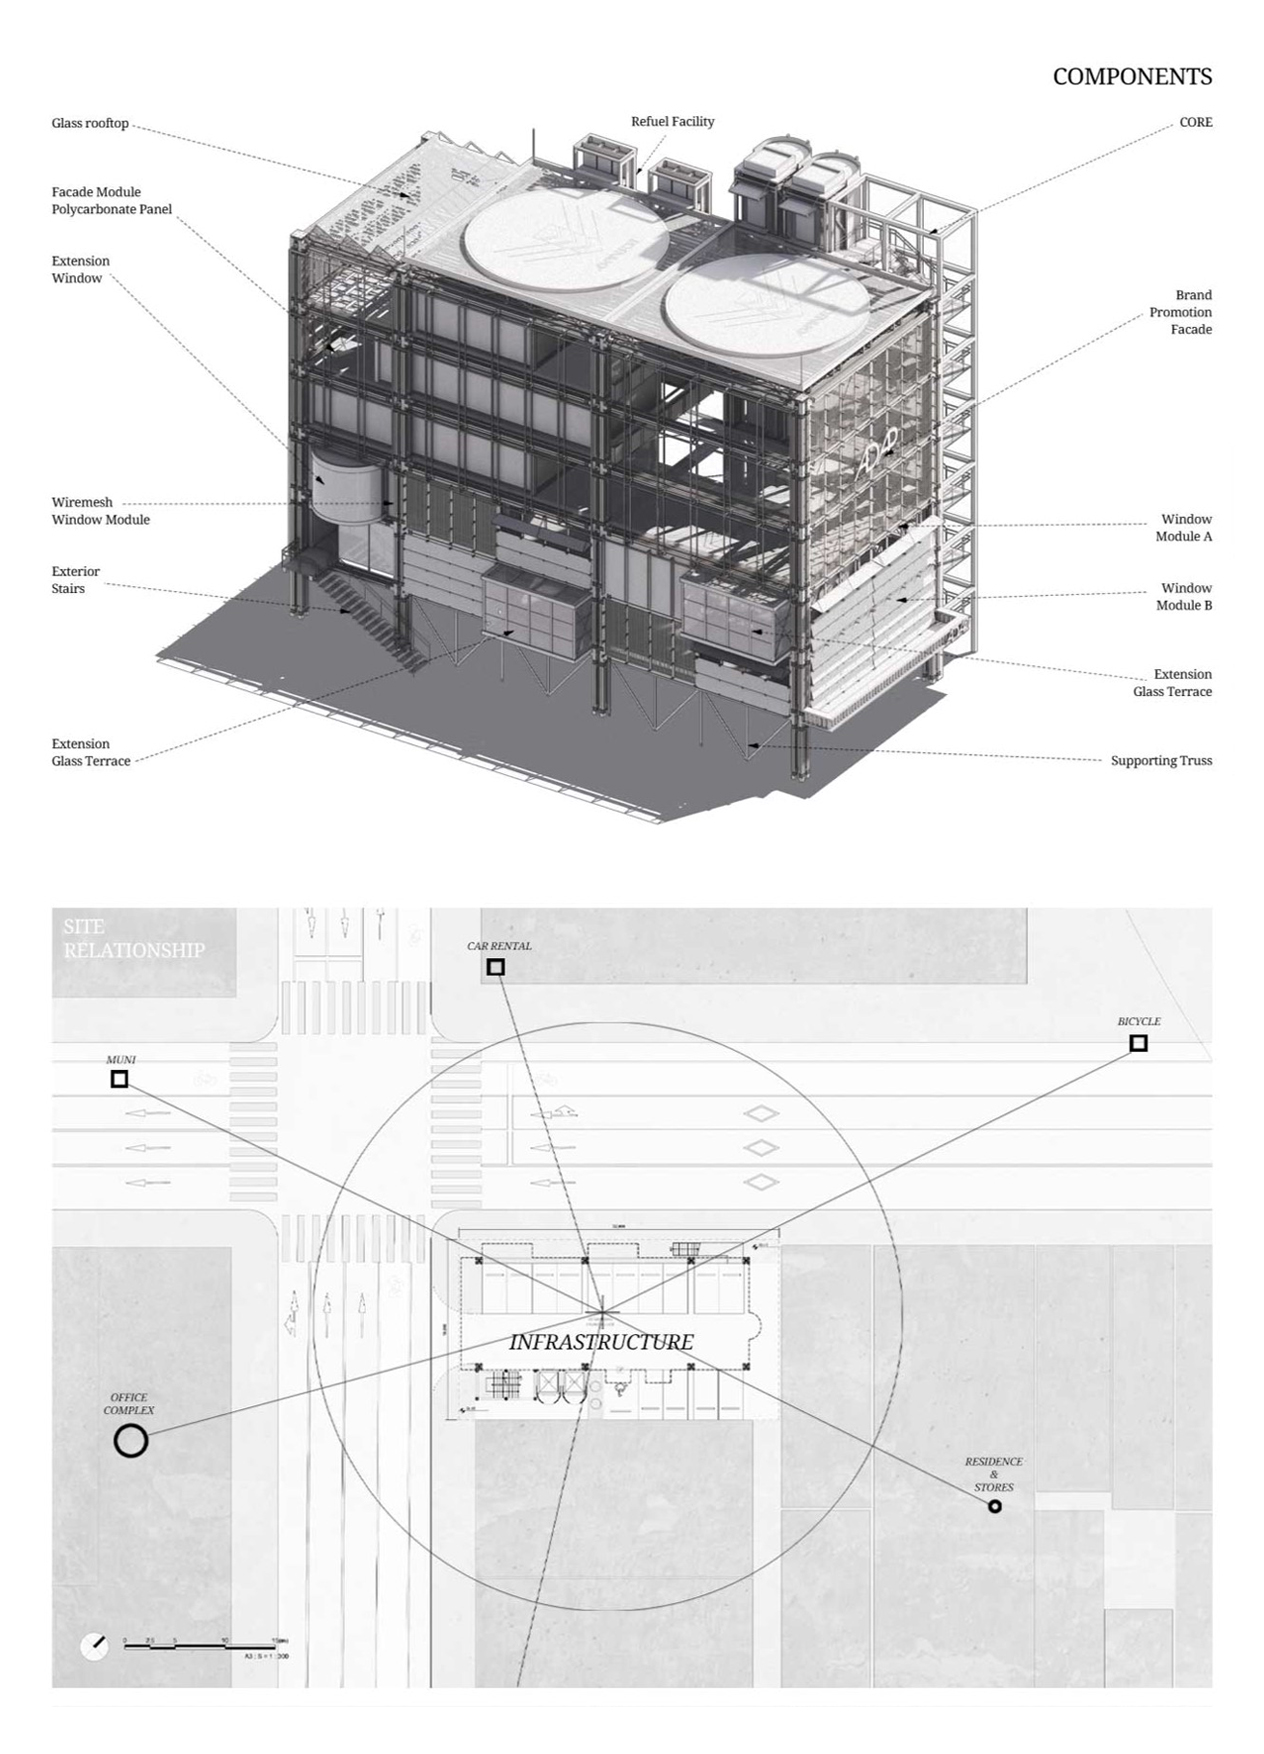 COMPONENTS
Glass rooftop
Refuel Facility
CORE
Facade Module
Polycarbonate Panel
Extension
Window
Brand
Promotion
Facade
Wiremesh
Window Module
Window
Module A
Exterior
Stairs
Window
Module B
Extension
Glass Terrace
Extension
Glass Terrace
Supporting Truss
SITE
RELATIONSHIP
CAR RENTAL
BICYCLE
MUNI
INFRASTRUCTURE
OFFICE
COMPLEX
RESIDENCE
&
STORES
0 2.5 5 10 15(m)
A3 : S = 1 : 300